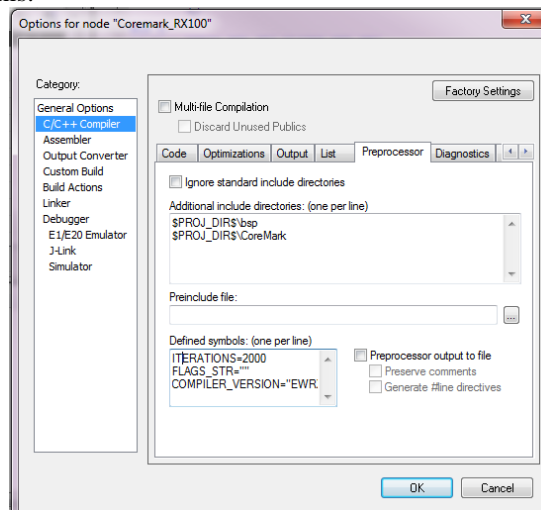 Options for node "Coremark_RX100"
Category:
Factory Settings
General Options
C/C++ Compiler
Assembler
Output Converter
Custom Build
Build Actions
Linker
Debugger
E1/E20 Emulator
J-Link
Simulator
Multi-file Compilation
Discard Unused Publics
Code Optimizations Output List Preprocessor Diagnostics
Ignore standard include directories
Additional include directories: (one per line)
$PROJ_DIR$\bsp
$PROJ_DIR$\CoreMark
Preinclude file:
...
Defined symbols: (one per line)
ITERATIONS=2000
FLAGS_STR=""
COMPILER_VERSION="EWR
Preprocessor output to file
Preserve comments
Generate #line directives
OK Cancel